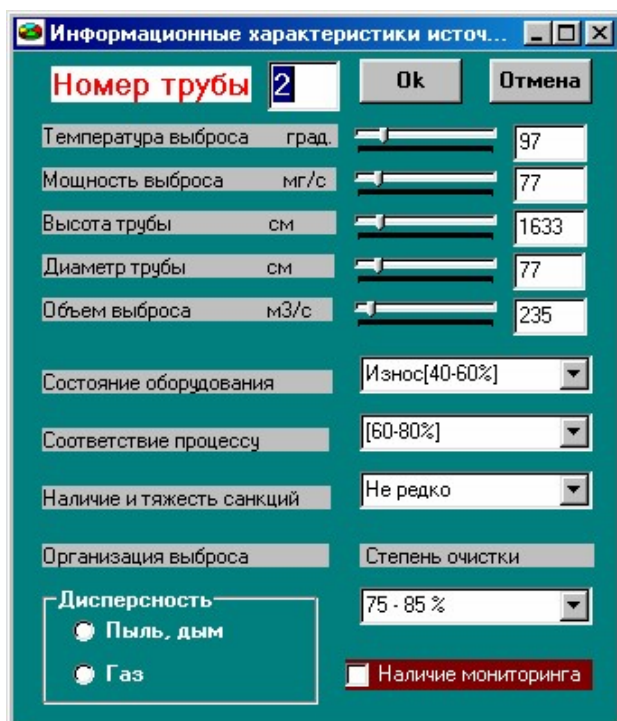 Информационные характеристики источ...
Номер трубы 2 Ok Отмена
Температура выброса град. 97
Мощность выброса мг/с 77
Высота трубы см 1633
Диаметр трубы см 77
Объем выброса м3/с 235
Состояние оборудования Износ[40-60%]
Соответствие процессу [60-80%]
Наличие и тяжесть санкций Не редко
Организация выброса Степень очистки
Дисперсность 75 - 85 %
Пыль, дым
Газ Наличие мониторинга